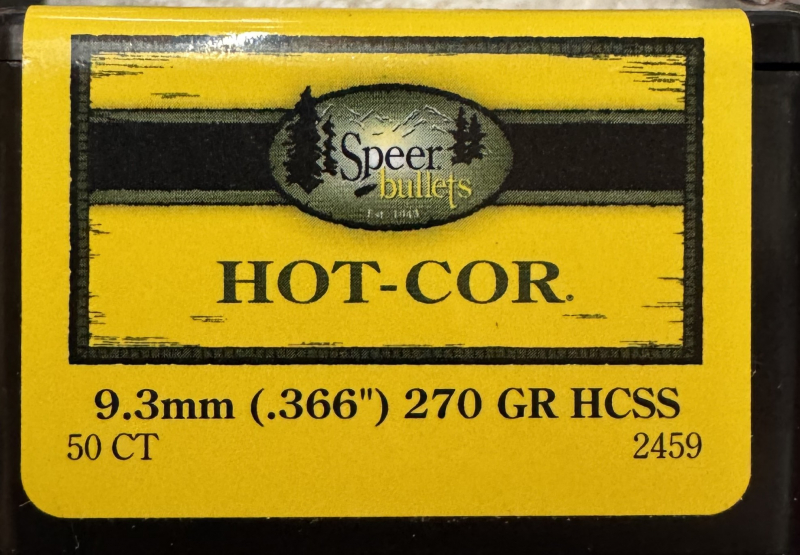 Speer
bullets
Est. 1943
HOT-COR®
9.3mm (.366") 270 GR HCSS
50 CT 2459